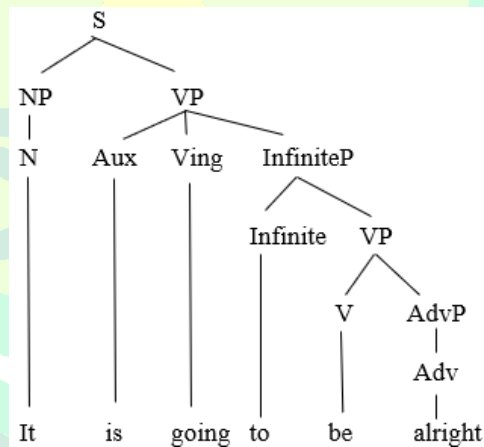 S
NP VP
N Aux Ving InfiniteP
Infinite VP
V AdvP
Adv
It is going to be alright